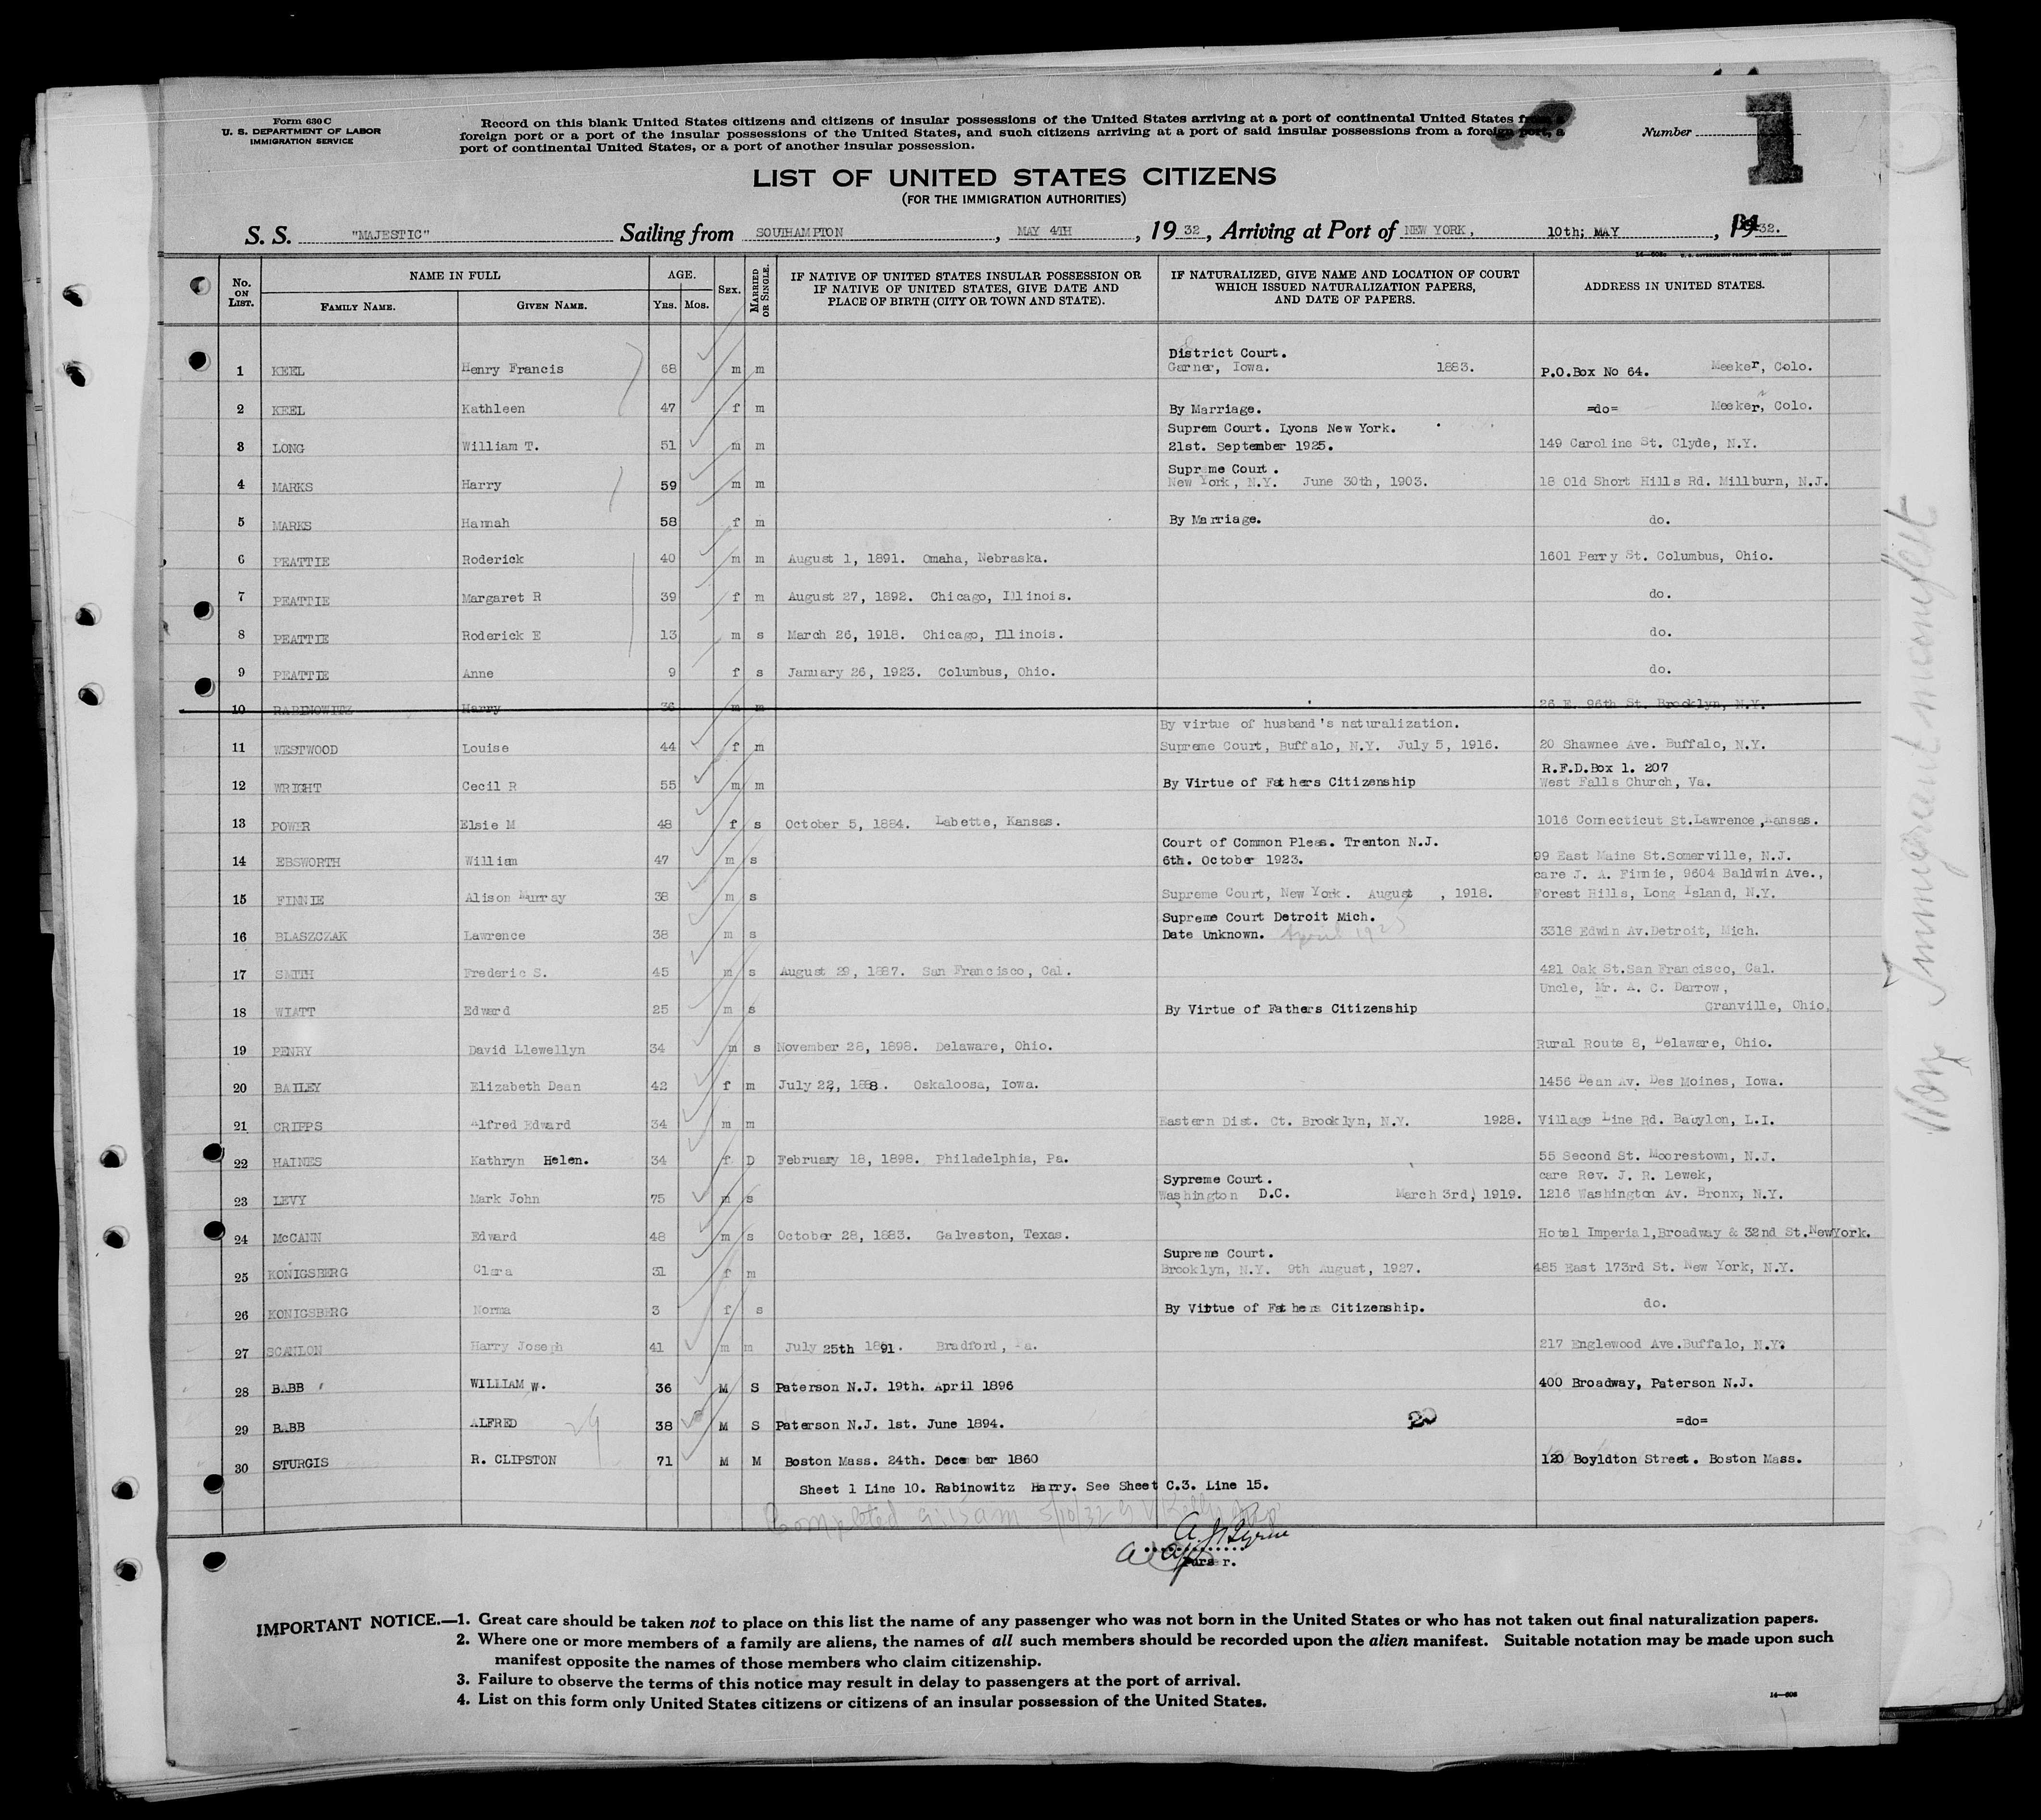 Form 630 C
U. S. DEPARTMENT OF LABOR
IMMIGRATION SERVICE
Record on this blank United States citizens and citizens of insular possessions of the United States arriving at a port of continental United States from a
foreign port or a port of the insular possessions of the United States, and such citizens arriving at a port of said insular possessions from a foreign port, a
port of continental United States, or a port of another insular possession.
Number
1
LIST OF UNITED STATES CITIZENS
(FOR THE IMMIGRATION AUTHORITIES)
S. S. "MAJESTIC" Sailing from SOUTHAMPTON, MAY 4TH, 1932, Arriving at Port of NEW YORK, 10th; MAY, 1932.
No. ON LIST. NAME IN FULL FAMILY NAME. GIVEN NAME. AGE. YRS. MOS. SEX. MARRIED OR SINGLE. IF NATIVE OF UNITED STATES INSULAR POSSESSION OR IF NATIVE OF UNITED STATES, GIVE DATE AND PLACE OF BIRTH (CITY OR TOWN AND STATE). IF NATURALIZED, GIVE NAME AND LOCATION OF COURT WHICH ISSUED NATURALIZATION PAPERS, AND DATE OF PAPERS. ADDRESS IN UNITED STATES.
District Court.
1 KEEL Henry Francis 68 m m Garner, Iowa. 1883. P.O.Box No 64. Meeker, Colo.
2 KEEL Kathleen 47 f m By Marriage. =do= Meeker, Colo.
Suprem Court. Lyons New York.
3 LONG William T. 51 m m 21st. September 1925. 149 Caroline St. Clyde, N.Y.
Supreme Court.
4 MARKS Harry 59 m m New York, N.Y. June 30th, 1903. 18 Old Short Hills Rd. Millburn, N.J.
5 MARKS Hannah 58 f m By Marriage. do.
6 PEATTIE Roderick 40 m m August 1, 1891. Omaha, Nebraska. 1601 Perry St. Columbus, Ohio.
7 PEATTIE Margaret R 39 f m August 27, 1892. Chicago, Illinois. do.
8 PEATTIE Roderick E 13 m s March 26, 1918. Chicago, Illinois. do.
9 PEATTIE Anne 9 f s January 26, 1923. Columbus, Ohio. do.
10 RABINOWITZ Harry 36 m m 26 E. 96th St. Brooklyn, N.Y.
By virtue of husband's naturalization.
11 WESTWOOD Louise 44 f m Supreme Court, Buffalo, N.Y. July 5, 1916. 20 Shawnee Ave. Buffalo, N.Y.
R.F.D.Box 1. 207
12 WRIGHT Cecil R 55 m m By Virtue of Fathers Citizenship West Falls Church, Va.
13 POWER Elsie M 48 f s October 5, 1884. Labette, Kansas. 1016 Connecticut St.Lawrence,Kansas.
Court of Common Pleas. Trenton N.J.
14 EBSWORTH William 47 m s 6th. October 1923. 99 East Maine St.Somerville, N.J.
care J. A. Finnie, 9604 Baldwin Ave.,
15 FINNIE Alison Murray 38 m s Supreme Court, New York. August , 1918. Forest Hills, Long Island, N.Y.
Supreme Court Detroit Mich.
16 BLASZCZAK Lawrence 38 m s Date Unknown. April 3318 Edwin Av.Detroit, Mich.
17 SMITH Frederic S. 45 m s August 29, 1887. San Francisco, Cal. 421 Oak St.San Francisco, Cal.
Uncle, Mr. A. C. Darrow,
18 WIATT Edward 25 m s By Virtue of Fathers Citizenship Granville, Ohio.
19 PENRY David Llewellyn 34 m s November 28, 1898. Delaware, Ohio. Rural Route 8, Delaware, Ohio.
20 BAILEY Elizabeth Dean 42 f m July 22, 1888. Oskaloosa, Iowa. 1456 Dean Av. Des Moines, Iowa.
21 CRIPPS Alfred Edward 34 m m Eastern Dist. Ct. Brooklyn, N.Y. 1928. Village Line Rd. Babylon, L.I.
22 HAINES Kathryn Helen. 34 f D February 18, 1898. Philadelphia, Pa. 55 Second St. Moorestown, N.J.
Sypreme Court. care Rev. J. R. Lewek,
23 LEVY Mark John 75 m s Washington D.C. March 3rd, 1919. 1216 Washington Av. Bronx, N.Y.
24 McCANN Edward 48 m s October 28, 1883. Galveston, Texas. Hotel Imperial,Broadway & 32nd St.NewYork.
Supreme Court.
25 KONIGSBERG Clara 31 f m Brooklyn, N.Y. 9th August, 1927. 485 East 173rd St. New York, N.Y.
26 KONIGSBERG Norma 3 f s By Virtue of Fathers Citizenship. do.
27 SCANLON Harry Joseph 41 m m July 25th 1891. Bradford, Pa. 217 Englewood Ave.Buffalo, N.Y.
28 BABB WILLIAM W. 36 M S Paterson N.J. 19th. April 1896 400 Broadway, Paterson N.J.
29 BABB ALFRED 29 38 M S Paterson N.J. 1st. June 1894. =do=
30 STURGIS R. CLIPSTON 71 M M Boston Mass. 24th. December 1860 120 Boyldton Street. Boston Mass.
Sheet 1 Line 10. Rabinowitz Harry. See Sheet C.3. Line 15.
Completed 9:15am 5/10/32
Purser.
IMPORTANT NOTICE.—1. Great care should be taken not to place on this list the name of any passenger who was not born in the United States or who has not taken out final naturalization papers.
2. Where one or more members of a family are aliens, the names of all such members should be recorded upon the alien manifest. Suitable notation may be made upon such
manifest opposite the names of those members who claim citizenship.
3. Failure to observe the terms of this notice may result in delay to passengers at the port of arrival.
4. List on this form only United States citizens or citizens of an insular possession of the United States.
14—608
Non Immigrant manifest